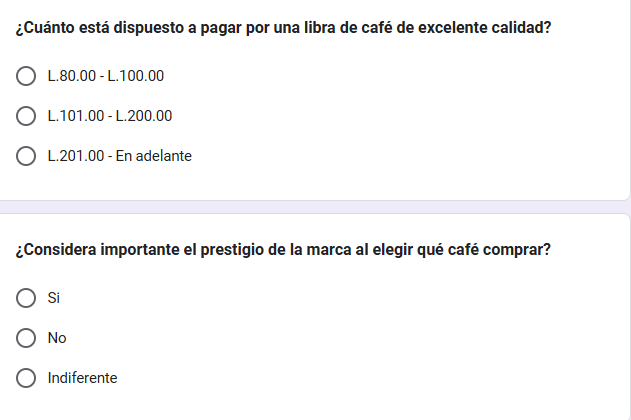 ¿Cuánto está dispuesto a pagar por una libra de café de excelente calidad?
L.80.00 - L.100.00
L.101.00 - L.200.00
L.201.00 - En adelante
¿Considera importante el prestigio de la marca al elegir qué café comprar?
Si
No
Indiferente